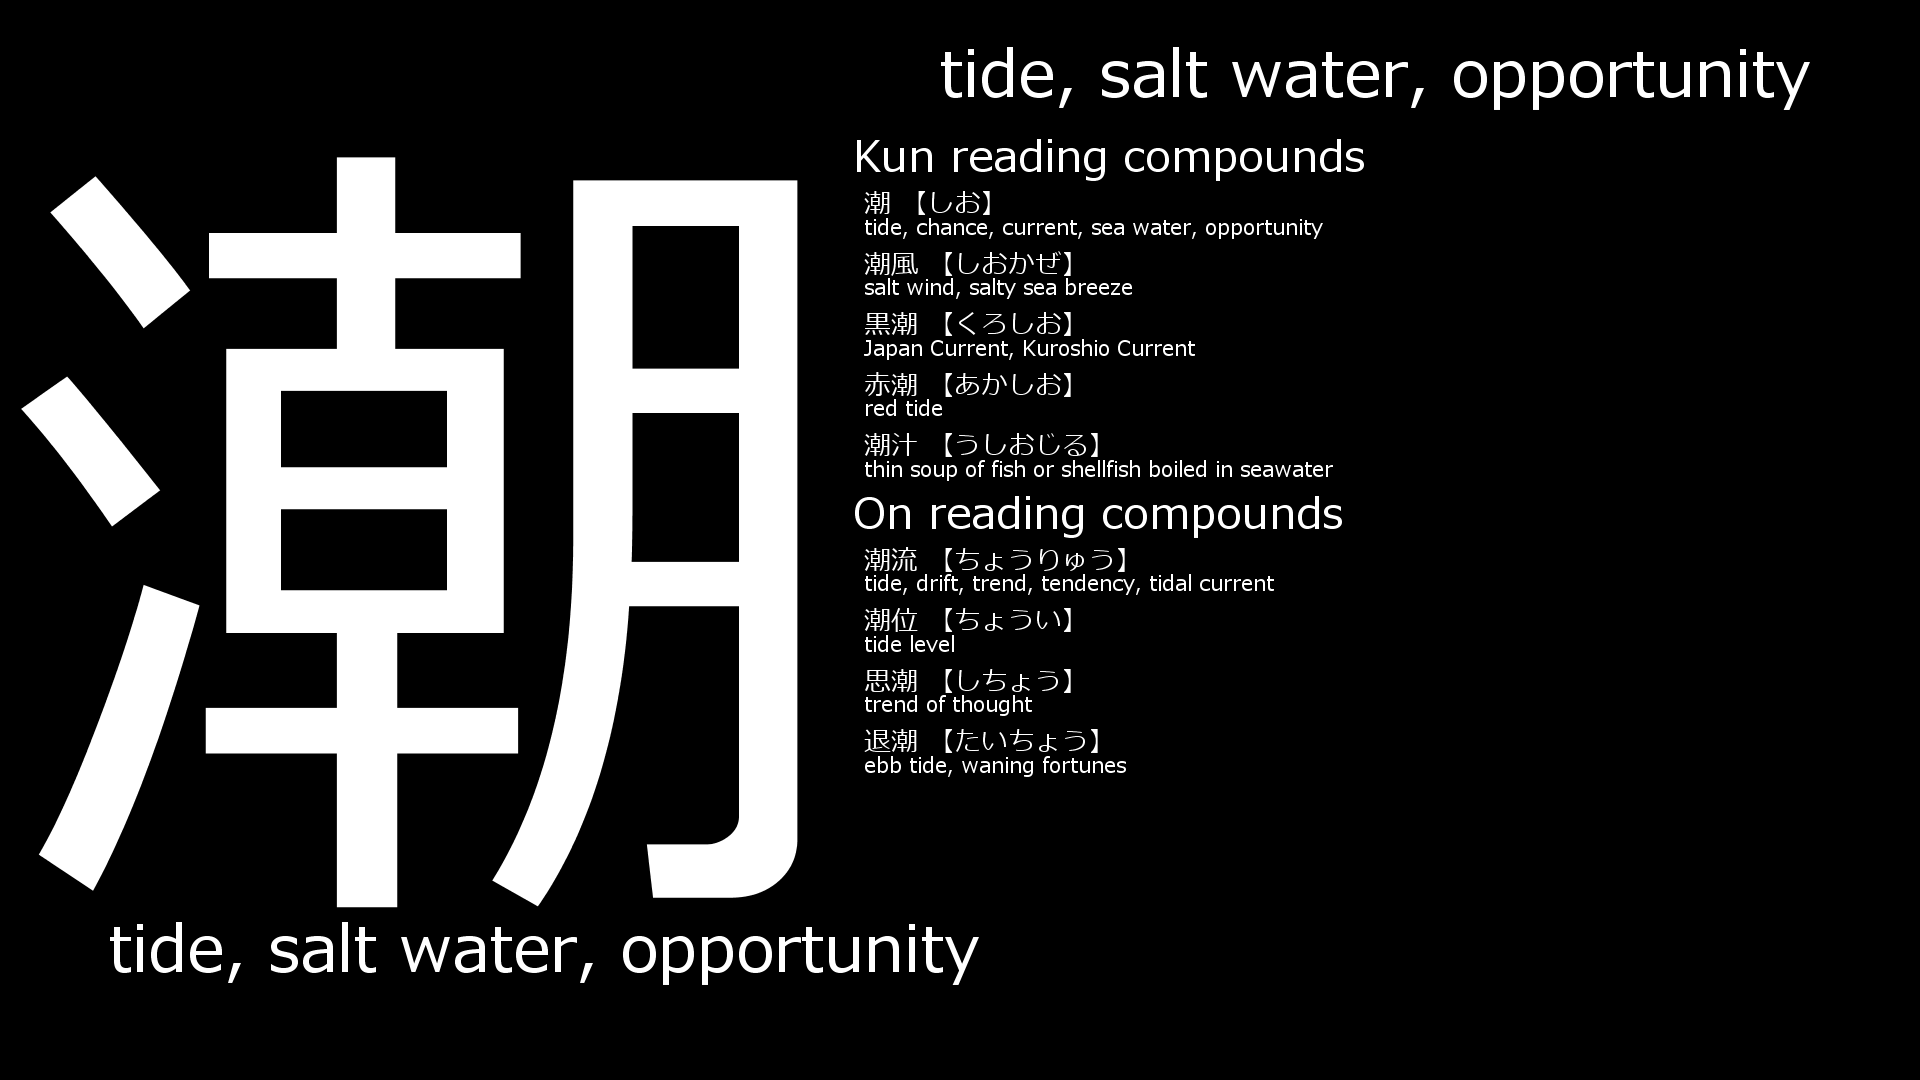 tide, salt water, opportunity
潮
Kun reading compounds
潮 【しお】
tide, chance, current, sea water, opportunity
潮風 【しおかぜ】
salt wind, salty sea breeze
黒潮 【くろしお】
Japan Current, Kuroshio Current
赤潮 【あかしお】
red tide
潮汁 【うしおじる】
thin soup of fish or shellfish boiled in seawater
On reading compounds
潮流 【ちょうりゅう】
tide, drift, trend, tendency, tidal current
潮位 【ちょうい】
tide level
思潮 【しちょう】
trend of thought
退潮 【たいちょう】
ebb tide, waning fortunes
tide, salt water, opportunity